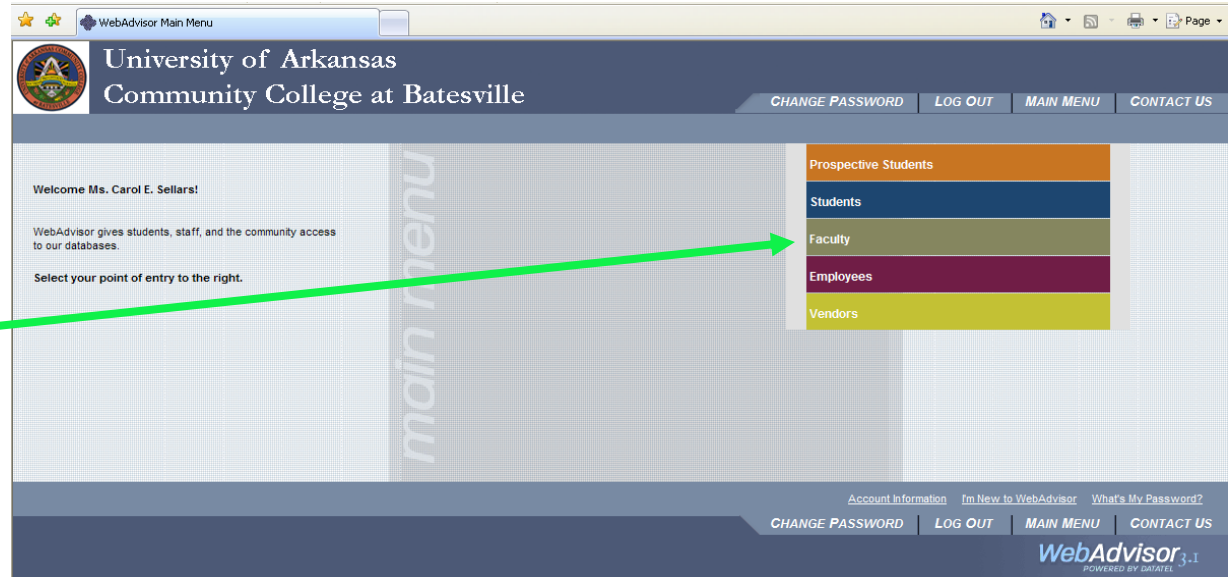 WebAdvisor Main Menu
Page
University of Arkansas
Community College at Batesville
CHANGE PASSWORD LOG OUT MAIN MENU CONTACT US
Prospective Students
Welcome Ms. Carol E. Sellars!
Students
WebAdvisor gives students, staff, and the community access
to our databases.
Faculty
Select your point of entry to the right.
Employees
Vendors
main menu
Account Information I'm New to WebAdvisor What's My Password?
CHANGE PASSWORD LOG OUT MAIN MENU CONTACT US
WebAdvisor 3.1
POWERED BY DATATEL